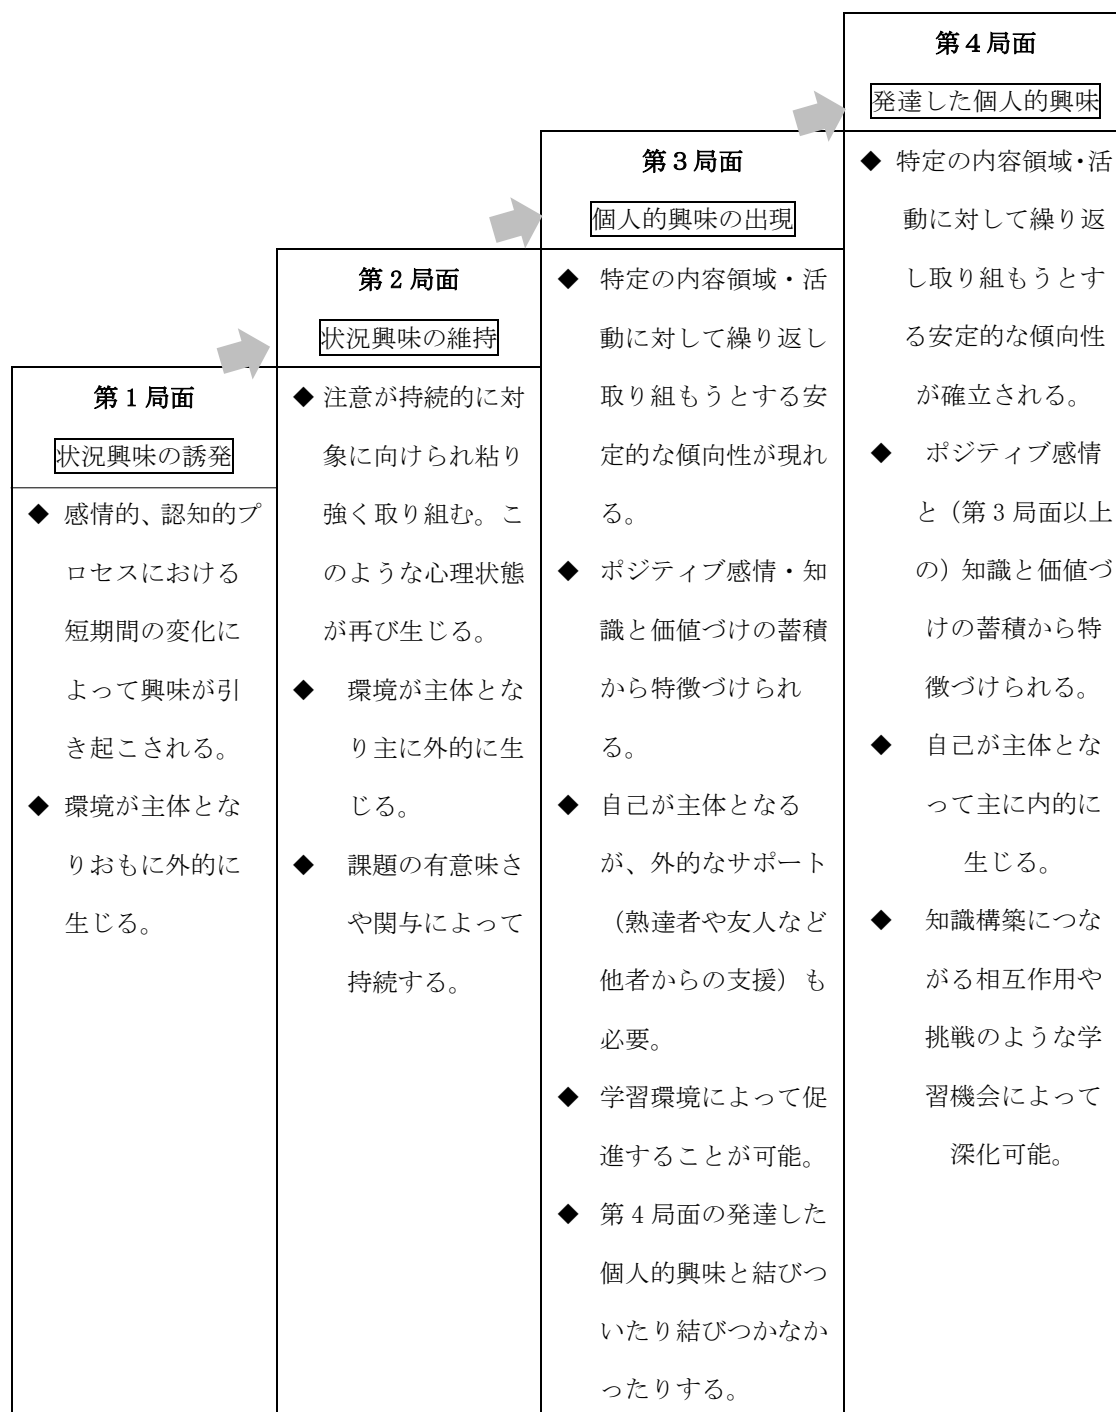 第1局面
状況興味の誘発
◆ 感情的、認知的プ
ロセスにおける
短期間の変化に
よって興味が引
き起こされる。
◆ 環境が主体とな
りおもに外的に
生じる。
第2局面
状況興味の維持
◆ 注意が持続的に対
象に向けられ粘り
強く取り組む。こ
のような心理状態
が再び生じる。
◆ 環境が主体とな
り主に外的に生
じる。
◆ 課題の有意味さ
や関与によって
持続する。
第3局面
個人的興味の出現
◆ 特定の内容領域・活
動に対して繰り返し
取り組もうとする安
定的な傾向性が現れ
る。
◆ ポジティブ感情・知
識と価値づけの蓄積
から特徴づけられ
る。
◆ 自己が主体となる
が、外的なサポート
(熟達者や友人など
他者からの支援)も
必要。
◆ 学習環境によって促
進することが可能。
◆ 第4局面の発達した
個人的興味と結びつ
いたり結びつかなか
ったりする。
第4局面
発達した個人的興味
◆ 特定の内容領域・活
動に対して繰り返
し取り組もうとす
る安定的な傾向性
が確立される。
◆ ポジティブ感情
と(第3局面以上
の)知識と価値づ
けの蓄積から特
徴づけられる。
◆ 自己が主体とな
って主に内的に
生じる。
◆ 知識構築につな
がる相互作用や
挑戦のような学
習機会によって
深化可能。